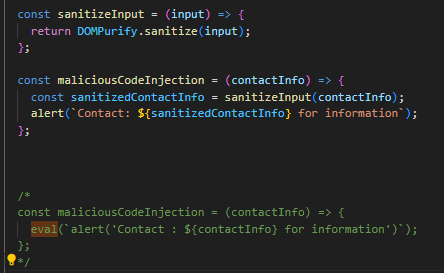 const sanitizeInput = (input) => {
return DOMPurify.sanitize(input);
};
const maliciousCodeInjection = (contactInfo) => {
const sanitizedContactInfo = sanitizeInput(contactInfo);
alert(`Contact: ${sanitizedContactInfo} for information`);
};
/*
const maliciousCodeInjection = (contactInfo) => {
eval(`alert('Contact : ${contactInfo} for information')`);
};
*/